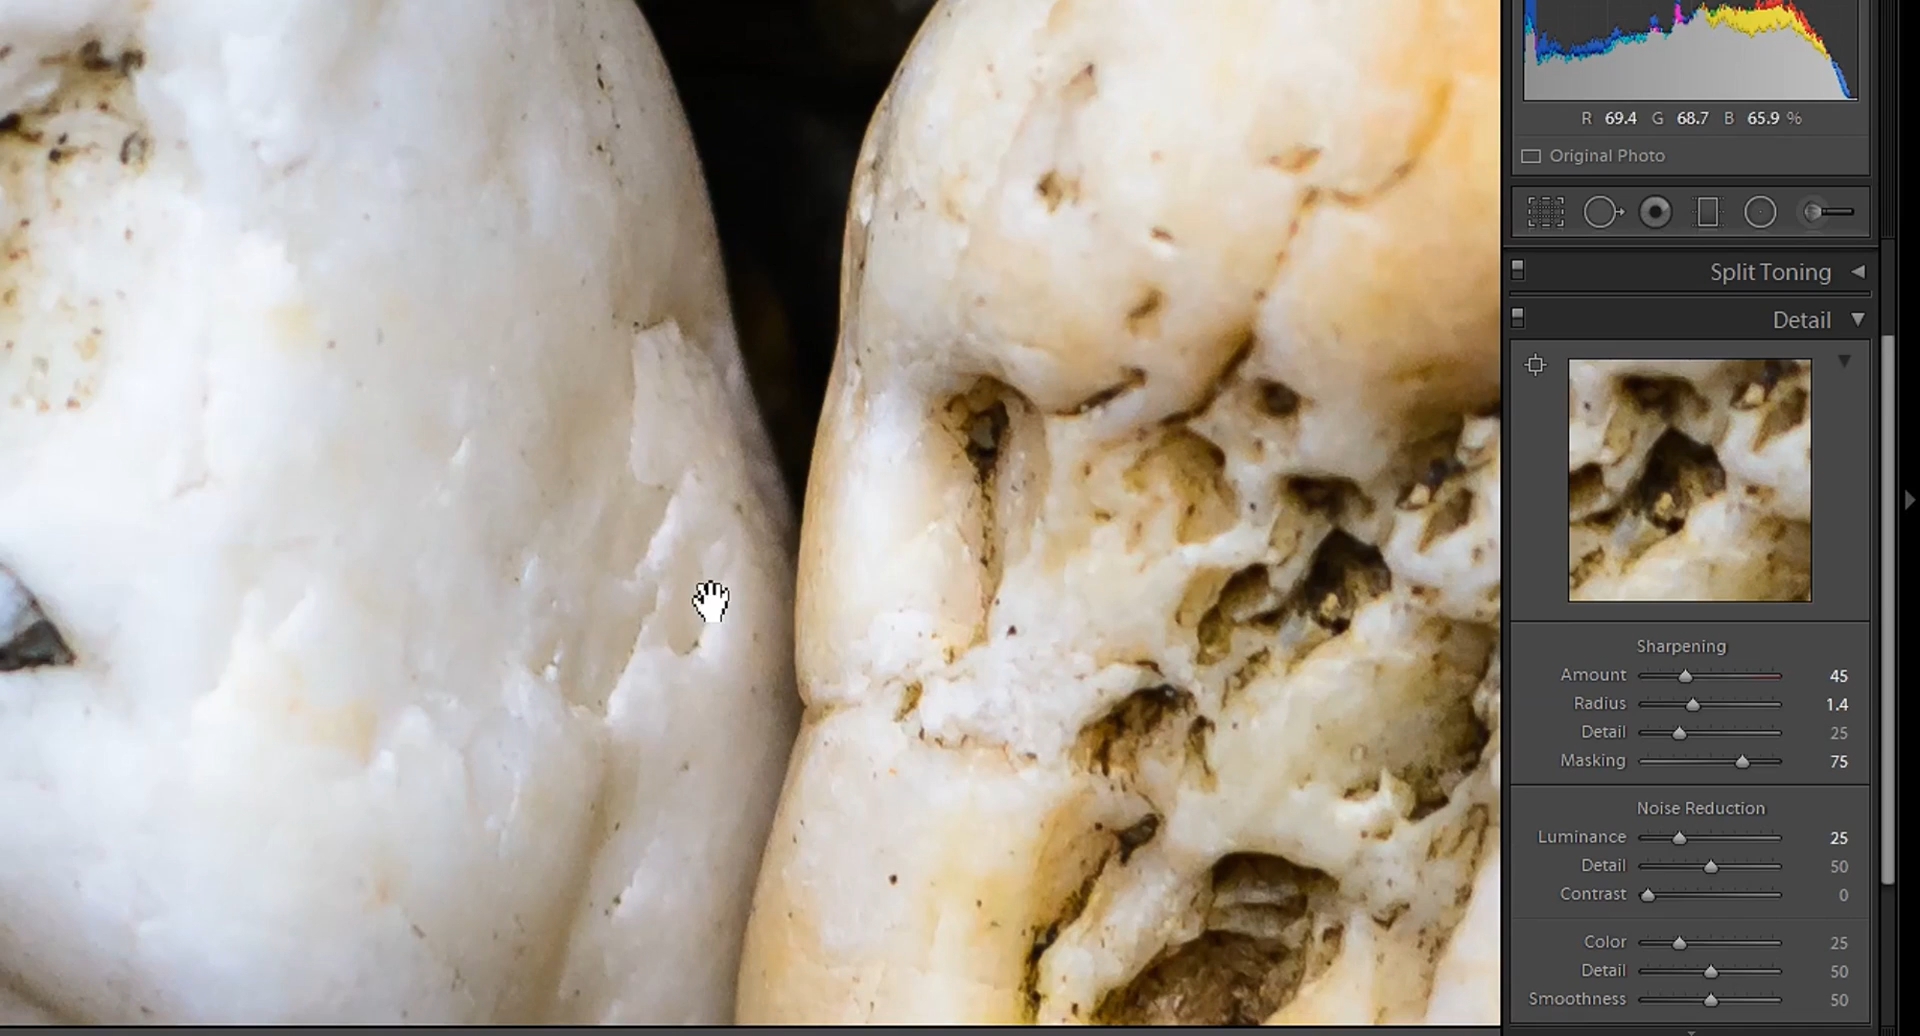 R 69.4 G 68.7 B 65.9 %
Original Photo
Split Toning
Detail
Sharpening
Amount 45
Radius 1.4
Detail 25
Masking 75
Noise Reduction
Luminance 25
Detail 50
Contrast 0
Color 25
Detail 50
Smoothness 50